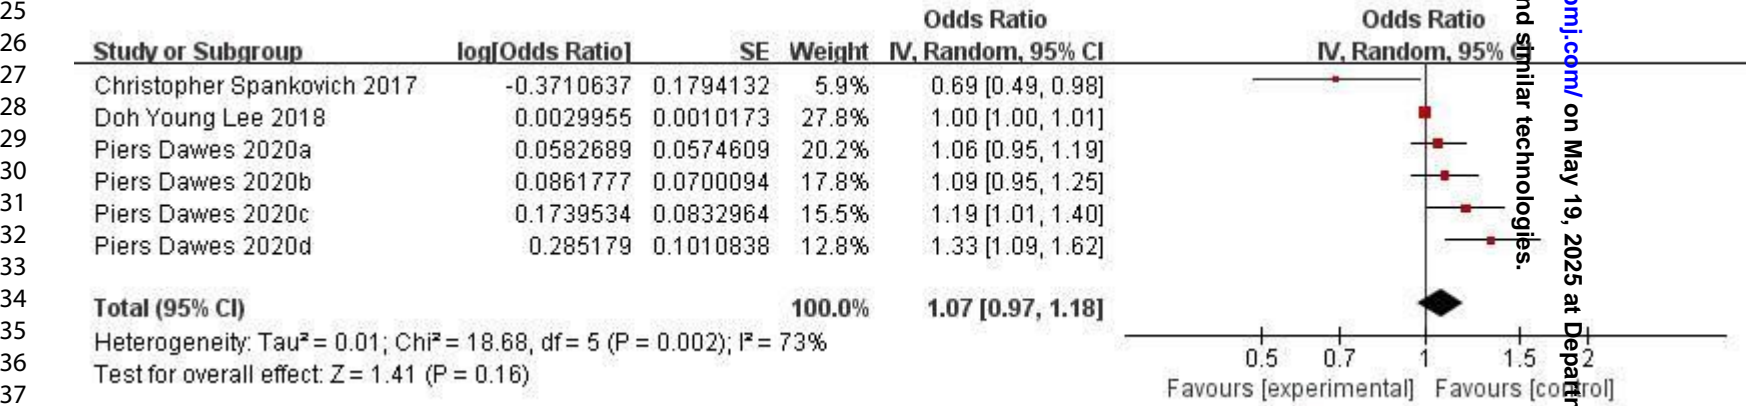 25
Odds Ratio Odds Ratio
26 Study or Subgroup log[Odds Ratio] SE Weight IV, Random, 95% CI IV, Random, 95% CI
27 Christopher Spankovich 2017 -0.3710637 0.1794132 5.9% 0.69 [0.49, 0.98]
28 Doh Young Lee 2018 0.0029955 0.0010173 27.8% 1.00 [1.00, 1.01]
29 Piers Dawes 2020a 0.0582689 0.0574609 20.2% 1.06 [0.95, 1.19]
30 Piers Dawes 2020b 0.0861777 0.0700094 17.8% 1.09 [0.95, 1.25]
31 Piers Dawes 2020c 0.1739534 0.0832964 15.5% 1.19 [1.01, 1.40]
32 Piers Dawes 2020d 0.285179 0.1010838 12.8% 1.33 [1.09, 1.62]
33
34 Total (95% CI) 100.0% 1.07 [0.97, 1.18]
35 Heterogeneity: Tau² = 0.01; Chi² = 18.68, df = 5 (P = 0.002); I² = 73%
0.5 0.7 1 1.5 2
36 Test for overall effect: Z = 1.41 (P = 0.16)
37 Favours [experimental] Favours [control]
similar technologies.
on May 19, 2025 at